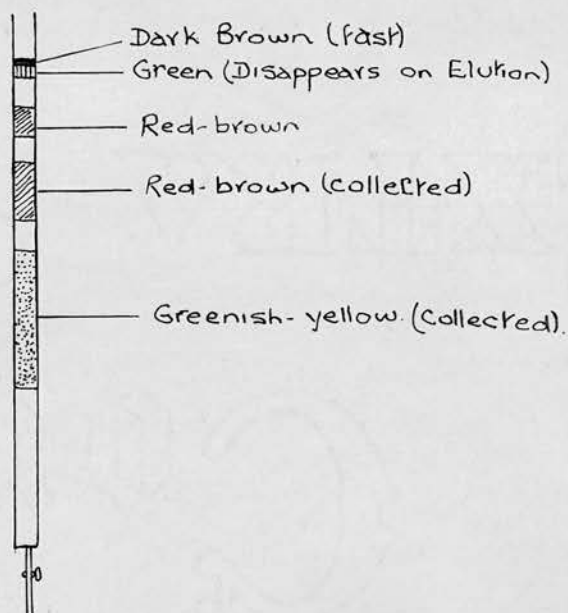 Dark Brown (fast)
Green (Disappears on Elution)
Red-brown
Red-brown (collected)
Greenish-yellow. (Collected).